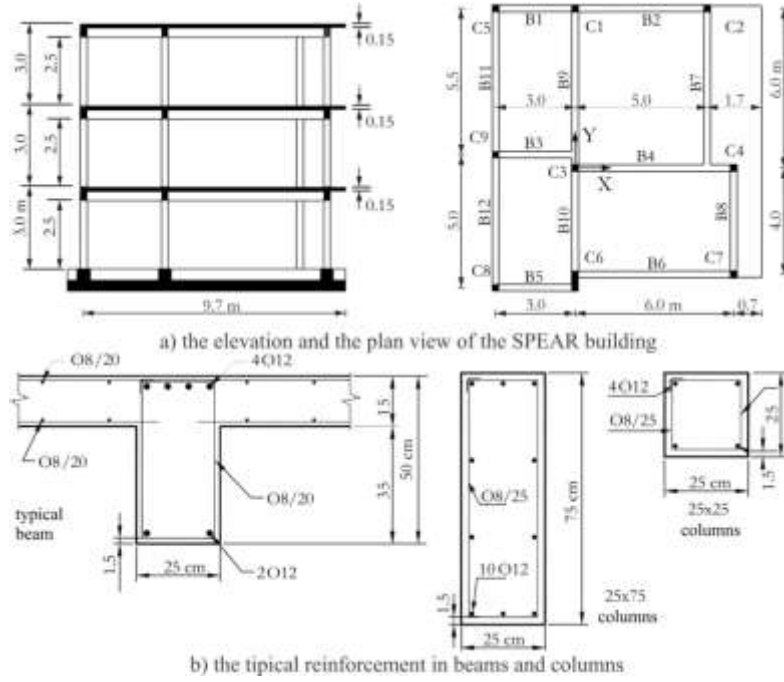 3.0
2.5
0.15
3.0
2.5
0.15
3.0 m
2.5
0.15
9.7 m
C5
B1
C1
B2
C2
5.5
B11
B9
B7
6.0 m
3.0
5.0
1.7
C9
B3
Y
B4
C4
C3
X
5.0
B12
B10
B8
4.0
C6
C7
C8
B5
B6
3.0
6.0 m
0.7
a) the elevation and the plan view of the SPEAR building
O8/20
4O12
15
O8/20
O8/20
35
50 cm
typical
beam
1.5
25 cm
2O12
O8/25
75 cm
10 O12
1.5
25 cm
25x75
columns
4O12
O8/25
25
1.5
25 cm
25x25
columns
b) the tipical reinforcement in beams and columns